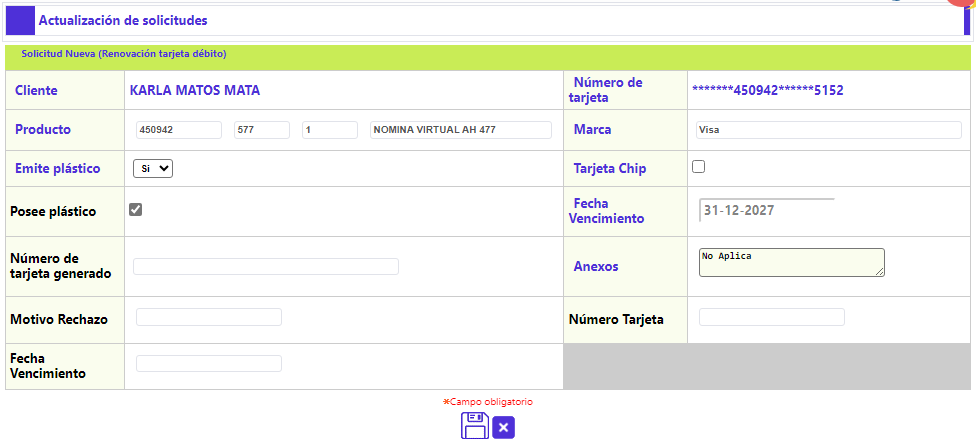 Actualización de solicitudes
Solicitud Nueva (Renovación tarjeta débito)
Cliente
KARLA MATOS MATA
Número de
tarjeta
*******450942******5152
Producto
450942
577
1
NOMINA VIRTUAL AH 477
Marca
Visa
Emite plástico
Si
Tarjeta Chip
Posee plástico
Fecha
Vencimiento
31-12-2027
Número de
tarjeta generado
Anexos
No Aplica
Motivo Rechazo
Número Tarjeta
Fecha
Vencimiento
*Campo obligatorio